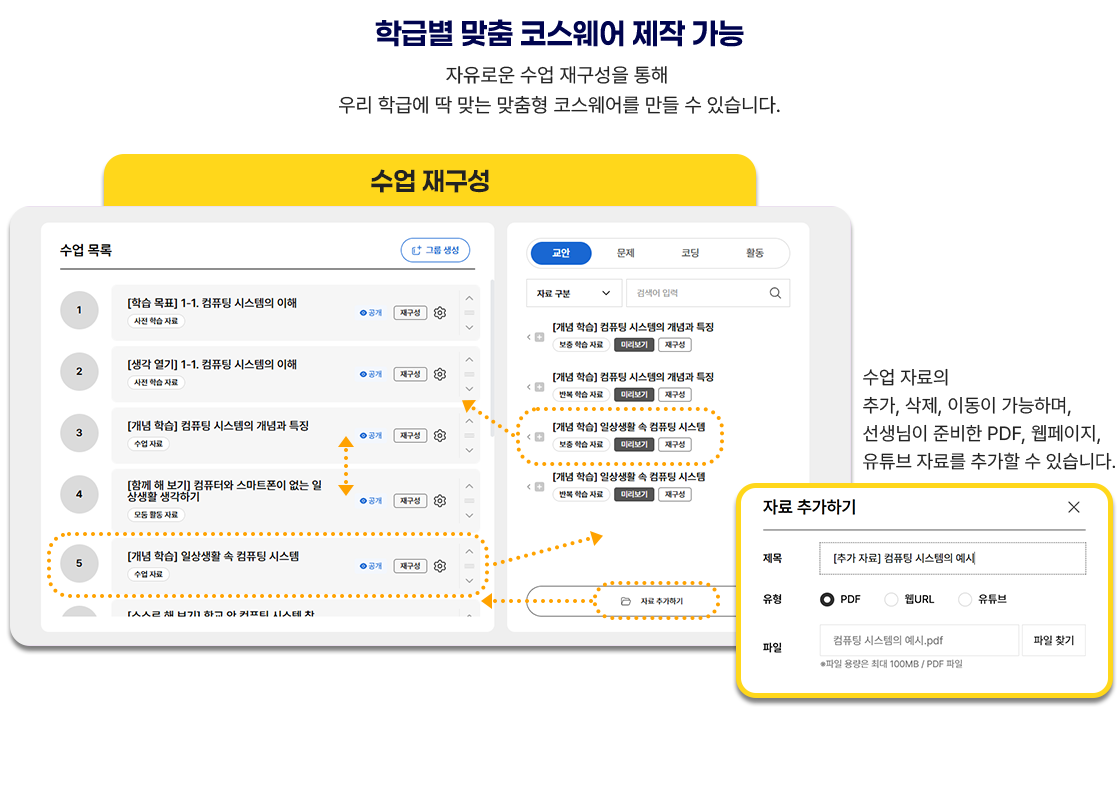 학급별 맞춤 코스웨어 제작 가능
자유로운 수업 재구성을 통해
우리 학급에 딱 맞는 맞춤형 코스웨어를 만들 수 있습니다.
수업 재구성
수업 목록
그룹 생성
1
[학습 목표] 1-1. 컴퓨팅 시스템의 이해
사전 학습 자료
공개
재구성
2
[생각 열기] 1-1. 컴퓨팅 시스템의 이해
사전 학습 자료
공개
재구성
3
[개념 학습] 컴퓨팅 시스템의 개념과 특징
수업 자료
공개
재구성
4
[함께 해 보기] 컴퓨터와 스마트폰이 없는 일
상생활 생각하기
모둠 활동 자료
공개
재구성
5
[개념 학습] 일상생활 속 컴퓨팅 시스템
수업 자료
공개
재구성
[스스로 해 보기] 학교 안 컴퓨팅 시스템 찾
교안
문제
코딩
활동
자료 구분
검색어 입력
[개념 학습] 컴퓨팅 시스템의 개념과 특징
보충 학습 자료
미리보기
재구성
[개념 학습] 컴퓨팅 시스템의 개념과 특징
반복 학습 자료
미리보기
재구성
[개념 학습] 일상생활 속 컴퓨팅 시스템
보충 학습 자료
미리보기
재구성
[개념 학습] 일상생활 속 컴퓨팅 시스템
반복 학습 자료
미리보기
재구성
자료 추가하기
수업 자료의
추가, 삭제, 이동이 가능하며,
선생님이 준비한 PDF, 웹페이지,
유튜브 자료를 추가할 수 있습니다.
자료 추가하기
제목
[추가 자료] 컴퓨팅 시스템의 예시
유형
PDF
웹URL
유튜브
파일
컴퓨팅 시스템의 예시.pdf
파일 찾기
※파일 용량은 최대 100MB / PDF 파일